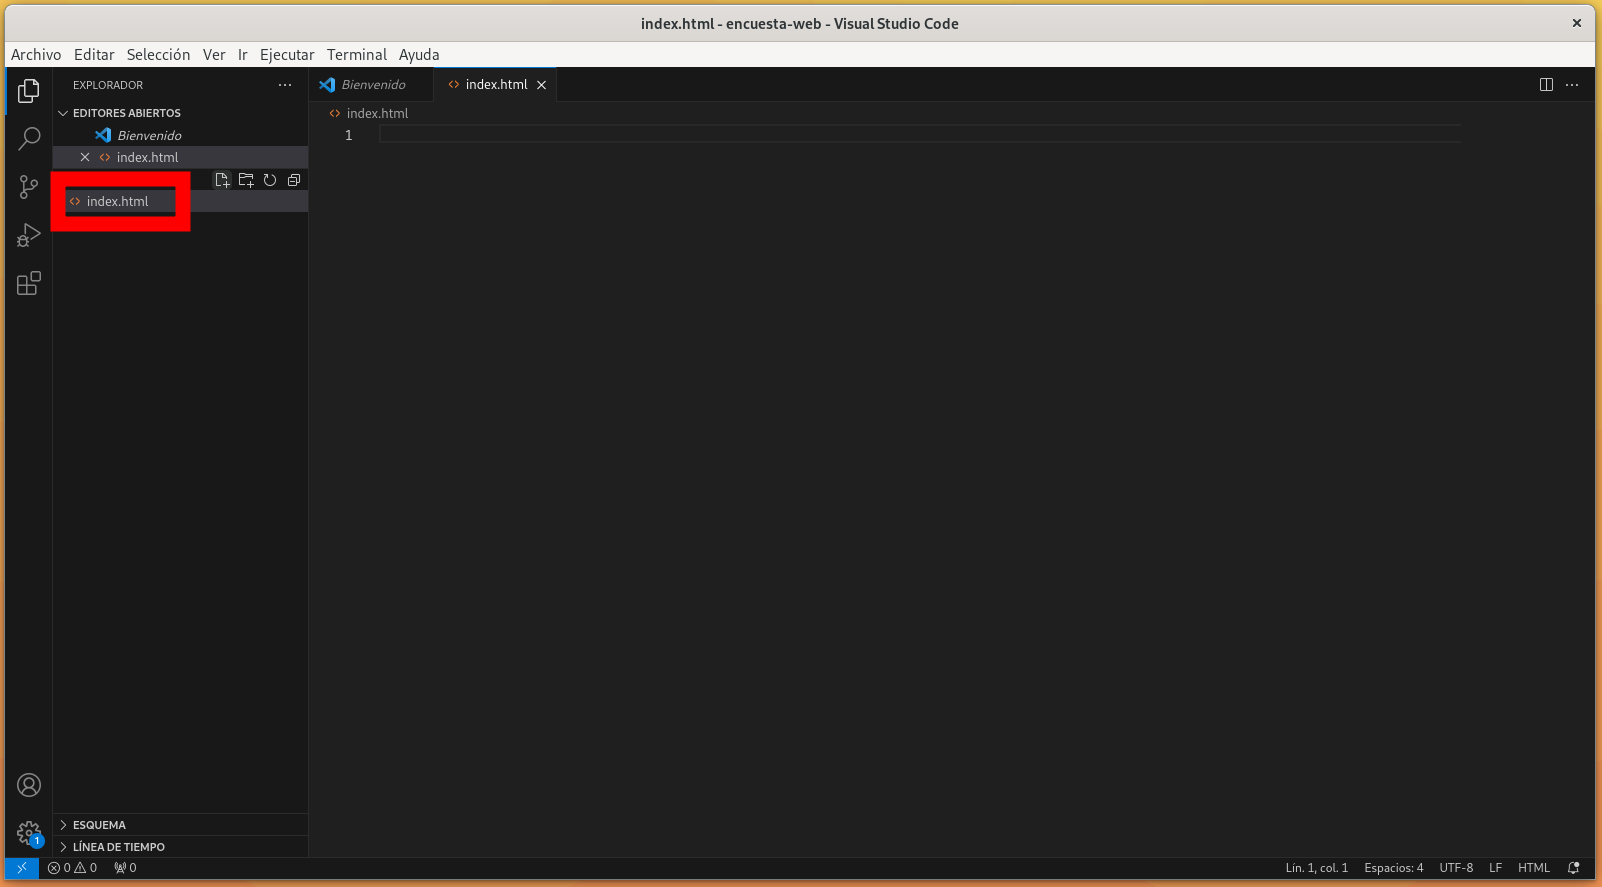 index.html - encuesta-web - Visual Studio Code
Archivo Editar Selección Ver Ir Ejecutar Terminal Ayuda
EXPLORADOR
EDITORES ABIERTOS
Bienvenido
index.html
index.html
Bienvenido
index.html
index.html
1
ESQUEMA
LÍNEA DE TIEMPO
1
0 0 0
Lín. 1, col. 1 Espacios: 4 UTF-8 LF HTML